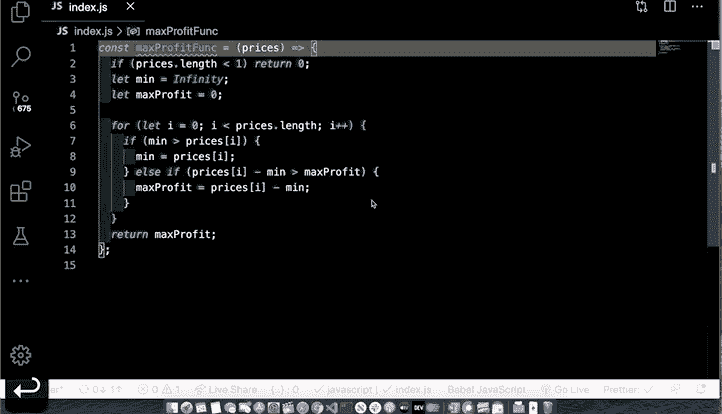 JS index.js ×
JS index.js > maxProfitFunc
1 const maxProfitFunc = (prices) => {
2 if (prices.length < 1) return 0;
3 let min = Infinity;
4 let maxProfit = 0;
5
6 for (let i = 0; i < prices.length; i++) {
7 if (min > prices[i]) {
8 min = prices[i];
9 } else if (prices[i] - min > maxProfit) {
10 maxProfit = prices[i] - min;
11 }
12 }
13 return maxProfit;
14 };
15
675
0↓ 1↑ 0 1 Live Share {.} : 0 javascript | index.js Babel JavaScript Go Live Prettier
DEV